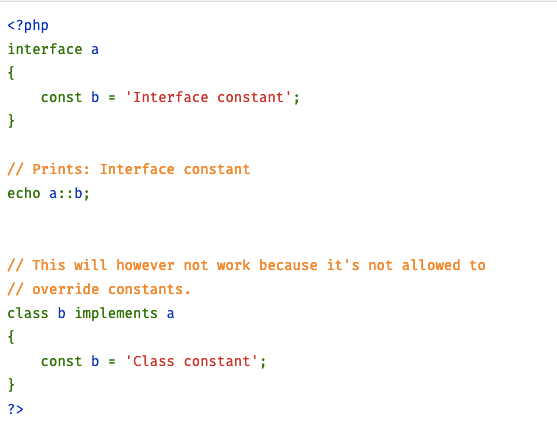 <?php
interface a
{
    const b = 'Interface constant';
}

// Prints: Interface constant
echo a::b;


// This will however not work because it's not allowed to
// override constants.
class b implements a
{
    const b = 'Class constant';
}
?>